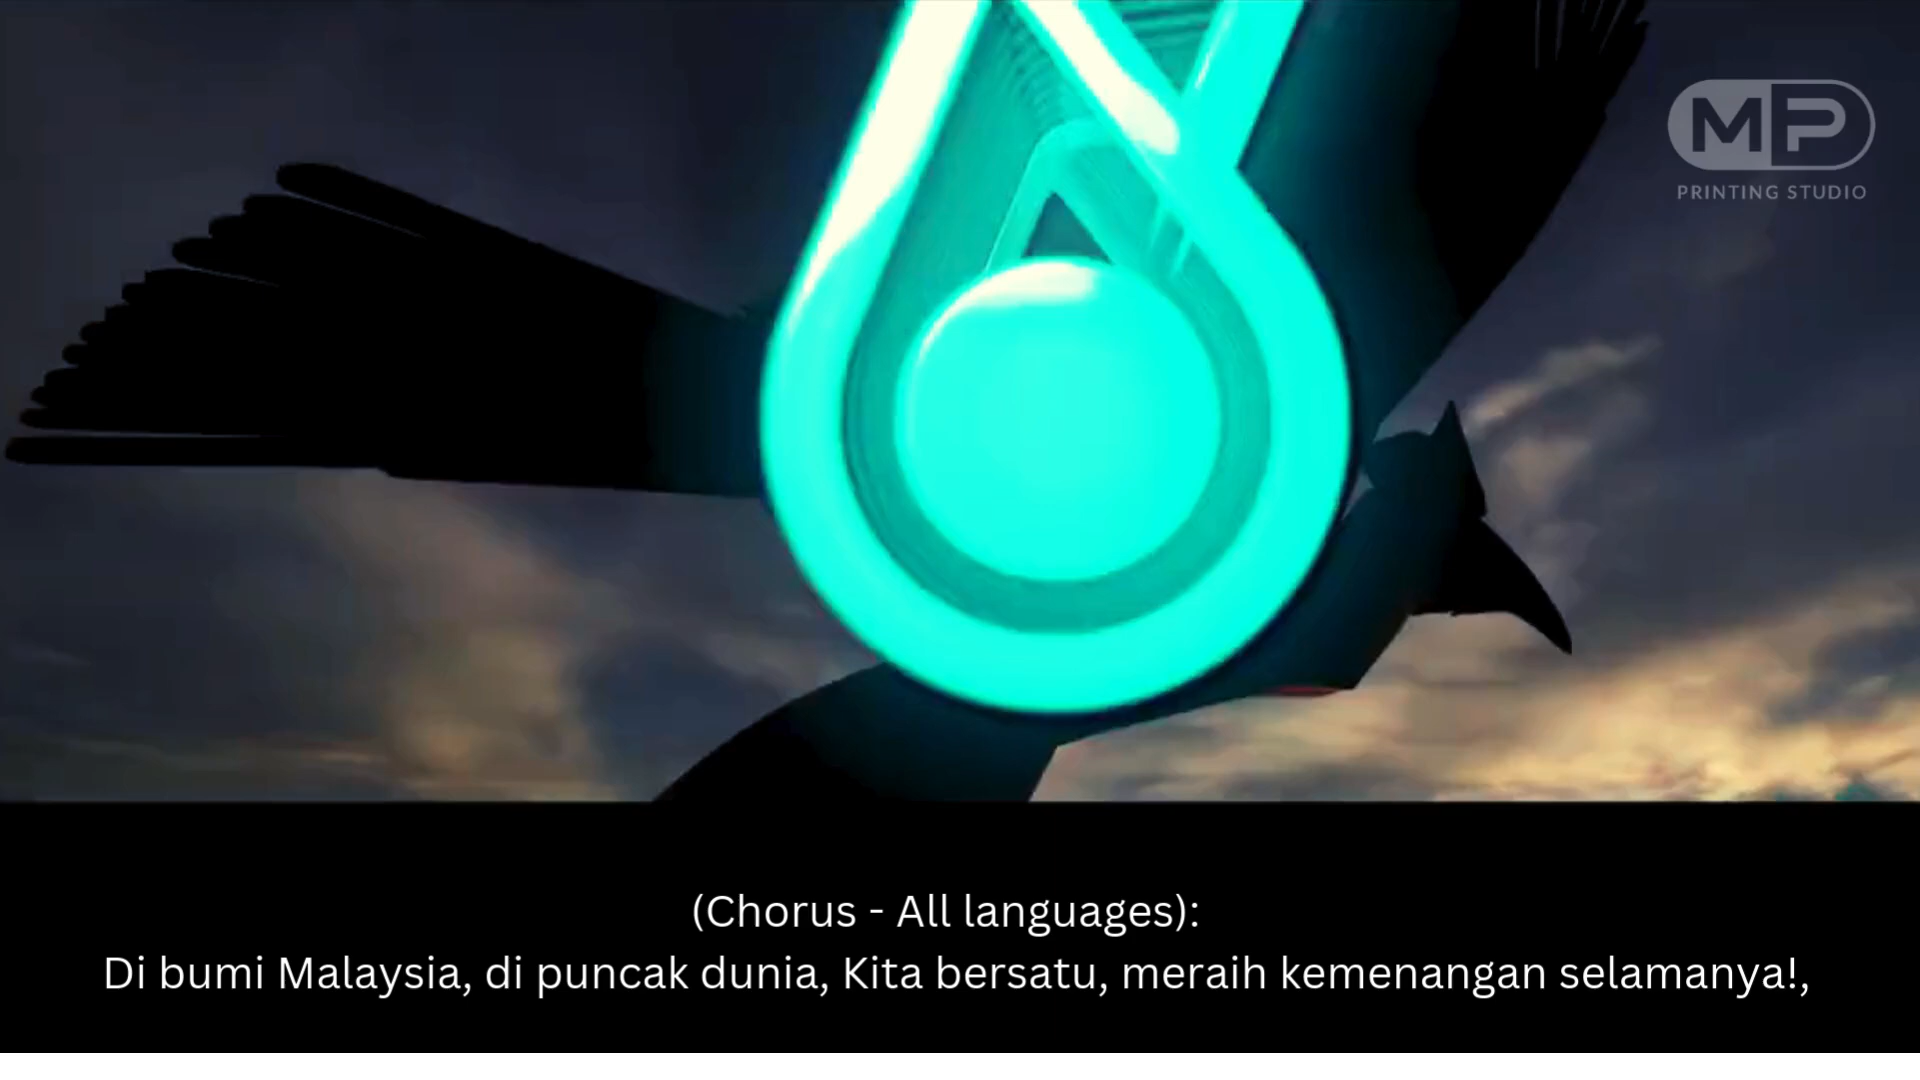 MP
PRINTING STUDIO
(Chorus - All languages):
Di bumi Malaysia, di puncak dunia, Kita bersatu, meraih kemenangan selamanya!,